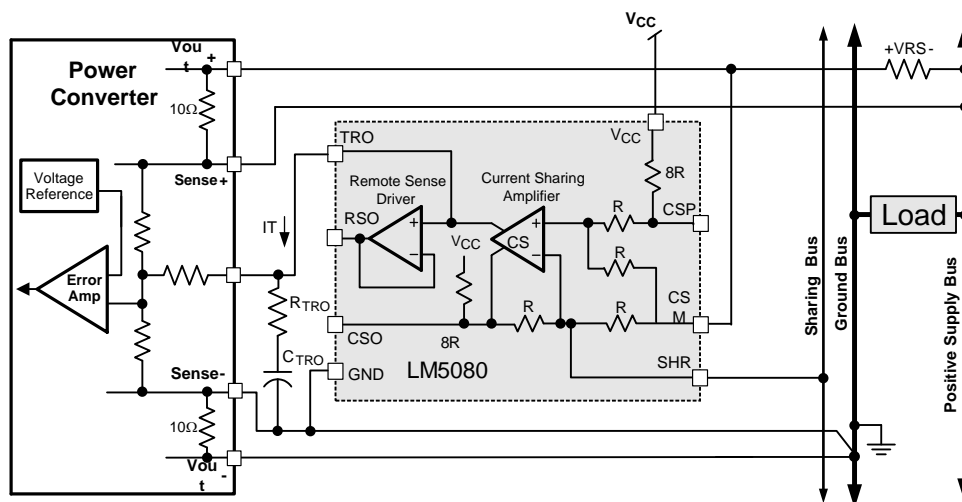 Vou
t
+
Power
Converter
10Ω
Sense+
Voltage
Reference
Error
Amp
Sense-
10Ω
Vou
t
-
IT
R TRO
C TRO
TRO
Remote Sense
Driver
RSO
+
-
VCC
8R
CSO
GND
LM5080
Current Sharing
Amplifier
+
-
CS
R
R
R
R
VCC
VCC
8R
CSP
CS
M
SHR
+VRS-
Sharing Bus
Ground Bus
Load
Positive Supply Bus